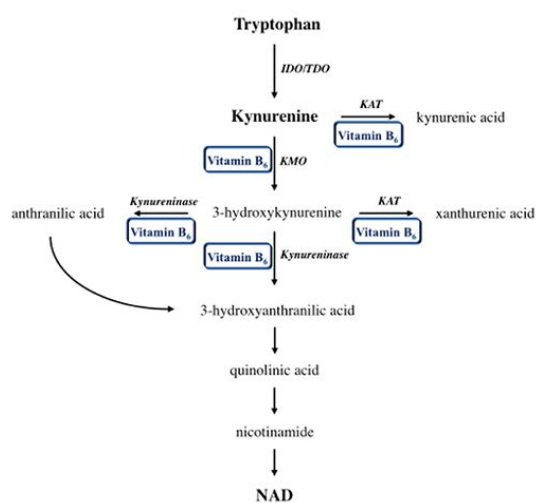 Tryptophan
IDO/TDO
Kynurenine
KAT
kynurenic acid
Vitamin B₆
Vitamin B₆
KMO
anthranilic acid
Kynureninase
3-hydroxykynurenine
KAT
xanthurenic acid
Vitamin B₆
Vitamin B₆
Vitamin B₆
Kynureninase
3-hydroxyanthranilic acid
quinolinic acid
nicotinamide
NAD